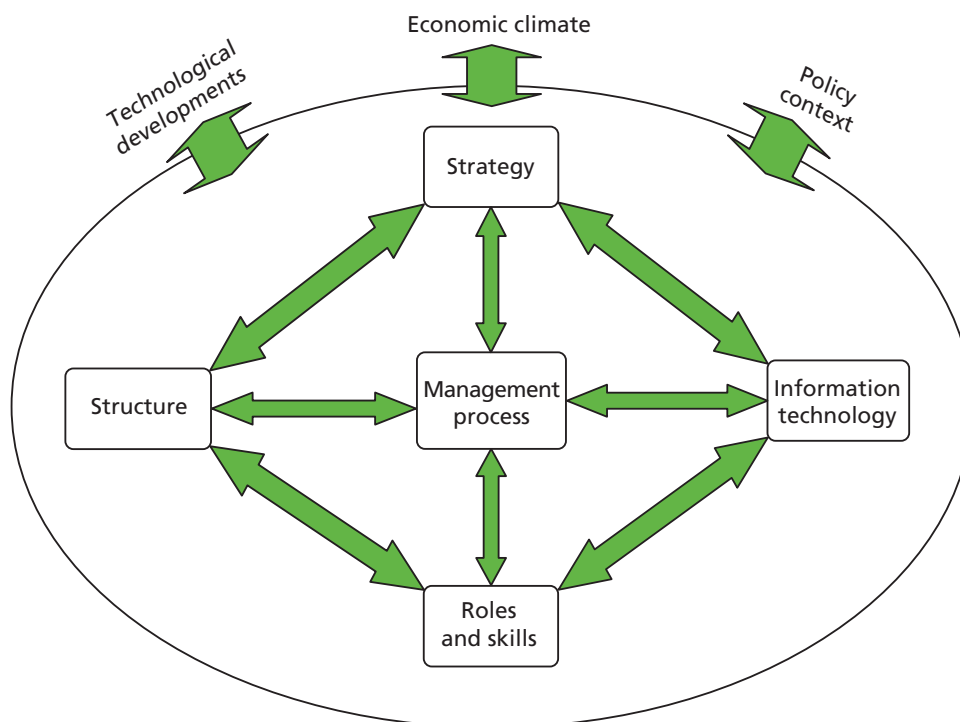 Economic climate
Technological
developments
Policy
context
Strategy
Structure
Management
process
Information
technology
Roles
and skills